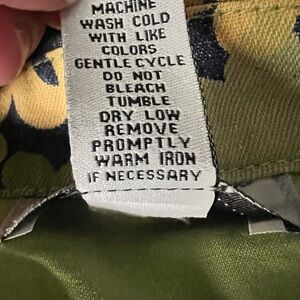 MACHINE
WASH COLD
WITH LIKE
COLORS
GENTLE CYCLE
DO NOT
BLEACH
TUMBLE
DRY LOW
REMOVE
PROMPTLY
WARM IRON
IF NECESSARY